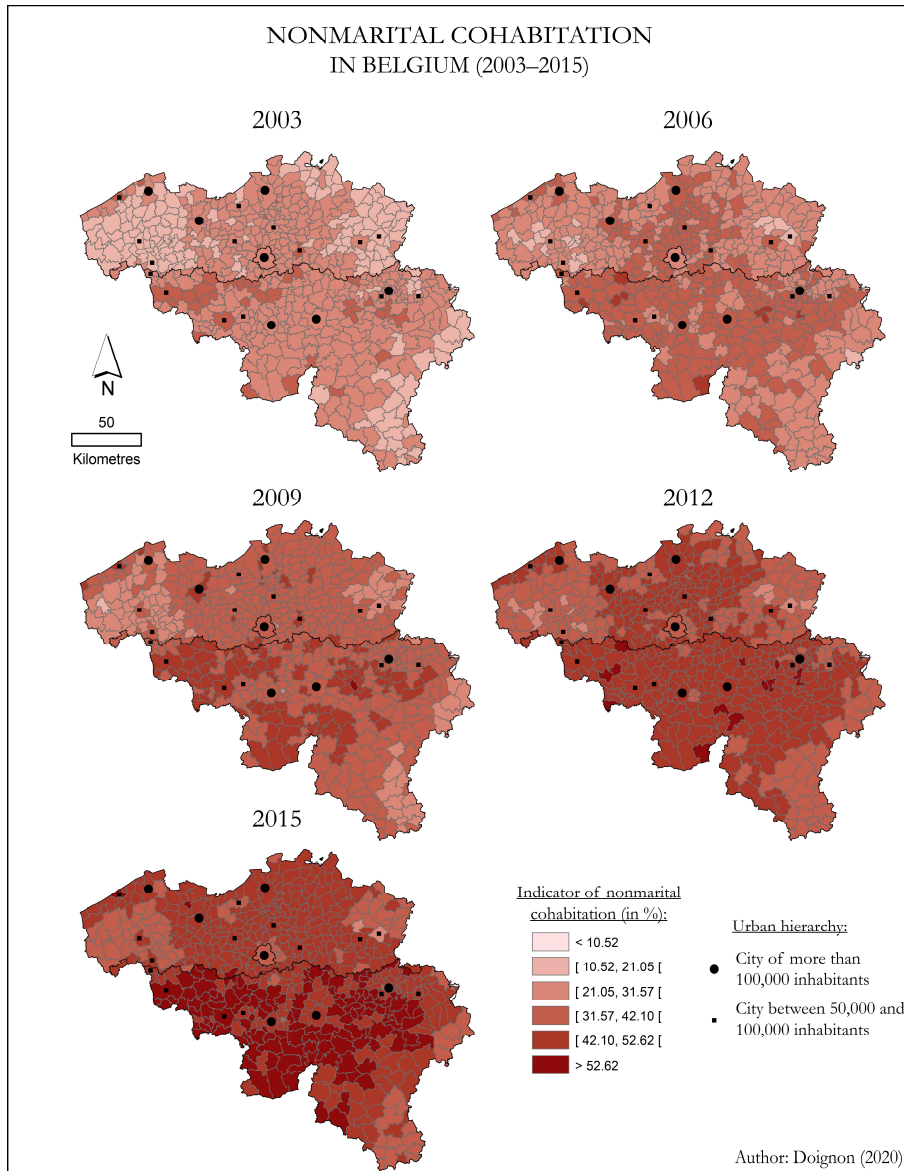 NONMARITAL COHABITATION
IN BELGIUM (2003–2015)
2003
2006
N
50
Kilometres
2009
2012
2015
Indicator of nonmarital
cohabitation (in %):
< 10.52
[ 10.52, 21.05 [
[ 21.05, 31.57 [
[ 31.57, 42.10 [
[ 42.10, 52.62 [
> 52.62
Urban hierarchy:
City of more than
100,000 inhabitants
City between 50,000 and
100,000 inhabitants
Author: Doignon (2020)